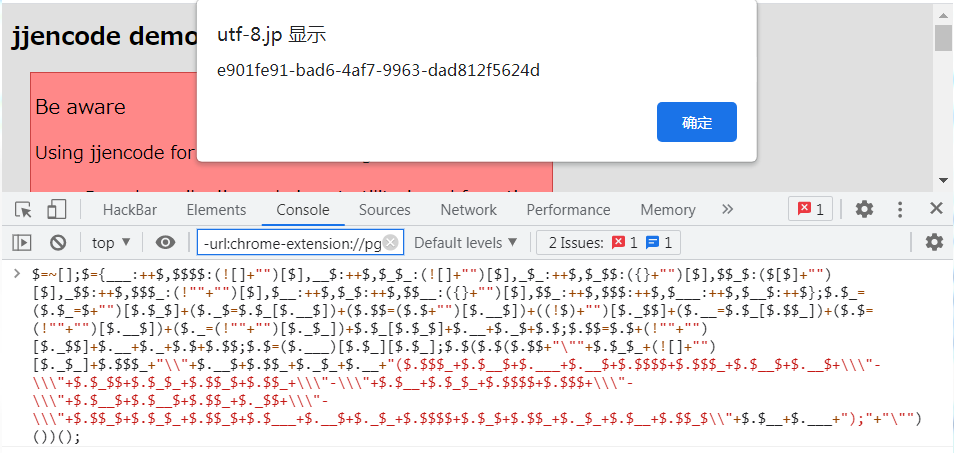 jjencode demo
utf-8.jp 显示
e901fe91-bad6-4af7-9963-dad812f5624d
确定
Be aware
Using jjencode for
HackBar Elements Console Sources Network Performance Memory » 1
top ▼ -url:chrome-extension://pg Default levels ▼ 2 Issues: 1 1
$=~[];$={___:++$,$$$$:(![]+"")[$],__$:++$,$_$_:(![]+"")[$],_$_:++$,$_$$:({}+"")[$],$$_$:($[$]+"")
[$],_$$:++$,$$$_:(!""+"")[$],$__:++$,$_$:++$,$$__:({}+"")[$],$$_:++$,$$$:++$,$___:++$,$__$:++$};$.$_=
($.$_=$+"")[$.$_$]+($._$=$.$_[$.__$])+($.$$=($.$+"")[$.__$])+((!$)+"")[$._$$]+($.__=$.$_[$.$$_])+($.$=
(!""+"")[$.__$])+($._=(!""+"")[$._$_])+$.$_[$.$_$]+$.__+$._$+$.$;$.$$=$.$+(!""+"")
[$._$$]+$.__+$._+$.$+$.$$;$.$=($.___)[$.$_][$.$_];$.$($.$($.$$+"\""+$.$_$_+(![]+"")
[$._$_]+$.$$$_+"\\"+$.__$+$.$$_+$._$_+$.__+"($.$$$_+$.$__$+$.___+$.__$+$.$$$$+$.$$$_+$.$__$+$.__$+\\\"-
\\\"+$.$_$$+$.$_$_+$.$$_$+$.$$_+\\\"-\\\"+$.$__+$.$_$_+$.$$$$+$.$$$+\\\"-
\\\"+$.$__$+$.$__$+$.$$_+$._$$+\\\"-
\\\"+$.$$_$+$.$_$_+$.$$_$+$.$___+$.__$+$._$_+$.$$$$+$.$_$+$.$$_+$._$_+$.$__+$.$$_$\\"+$.$__+$.___+");"+"\"")
())();